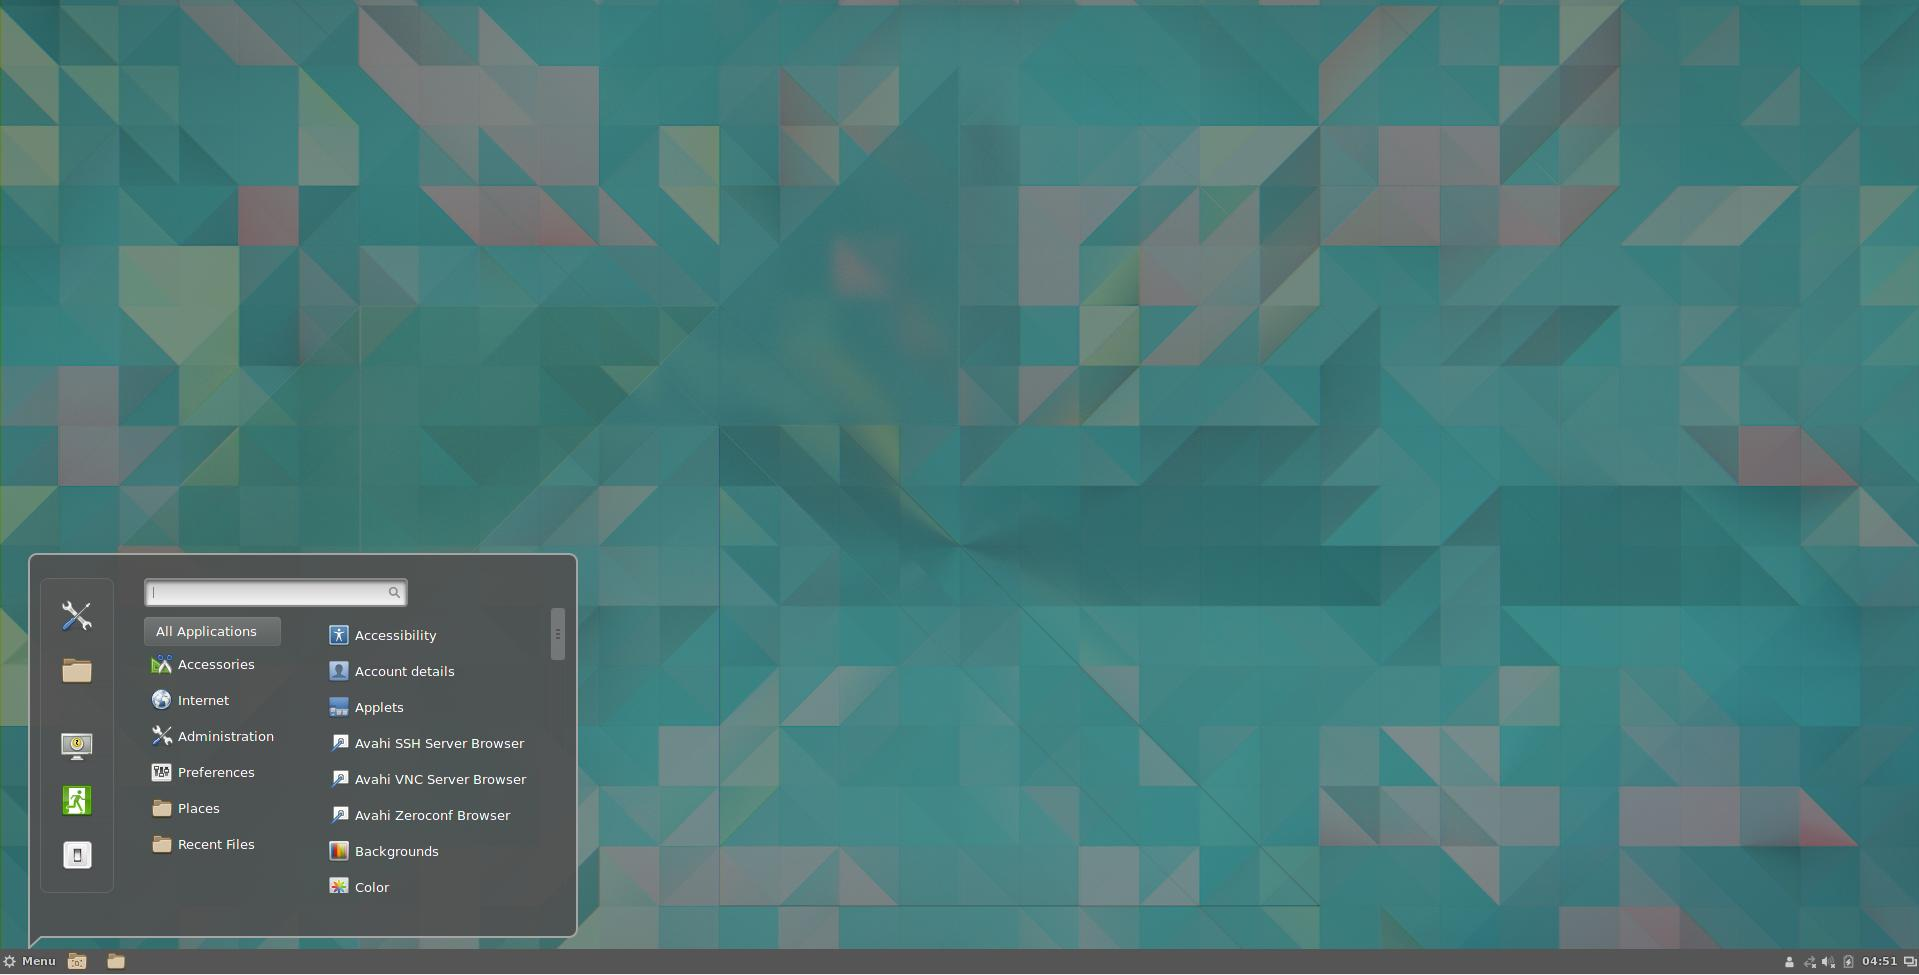 All Applications
Accessories
Internet
Administration
Preferences
Places
Recent Files
Accessibility
Account details
Applets
Avahi SSH Server Browser
Avahi VNC Server Browser
Avahi Zeroconf Browser
Backgrounds
Color
Menu
04:51